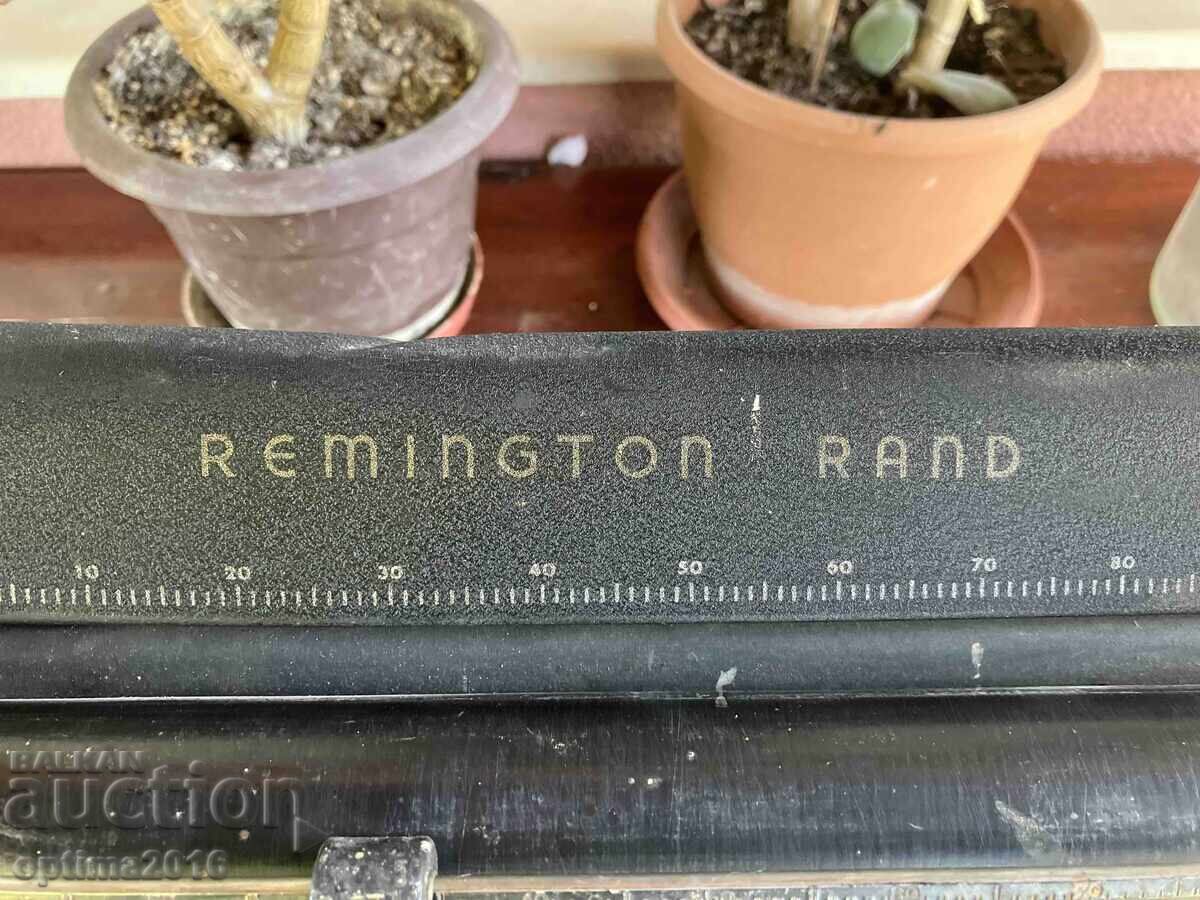 REMINGTON RAND
10 20 30 40 50 60 70 80
BALKAN
auction
optima2016